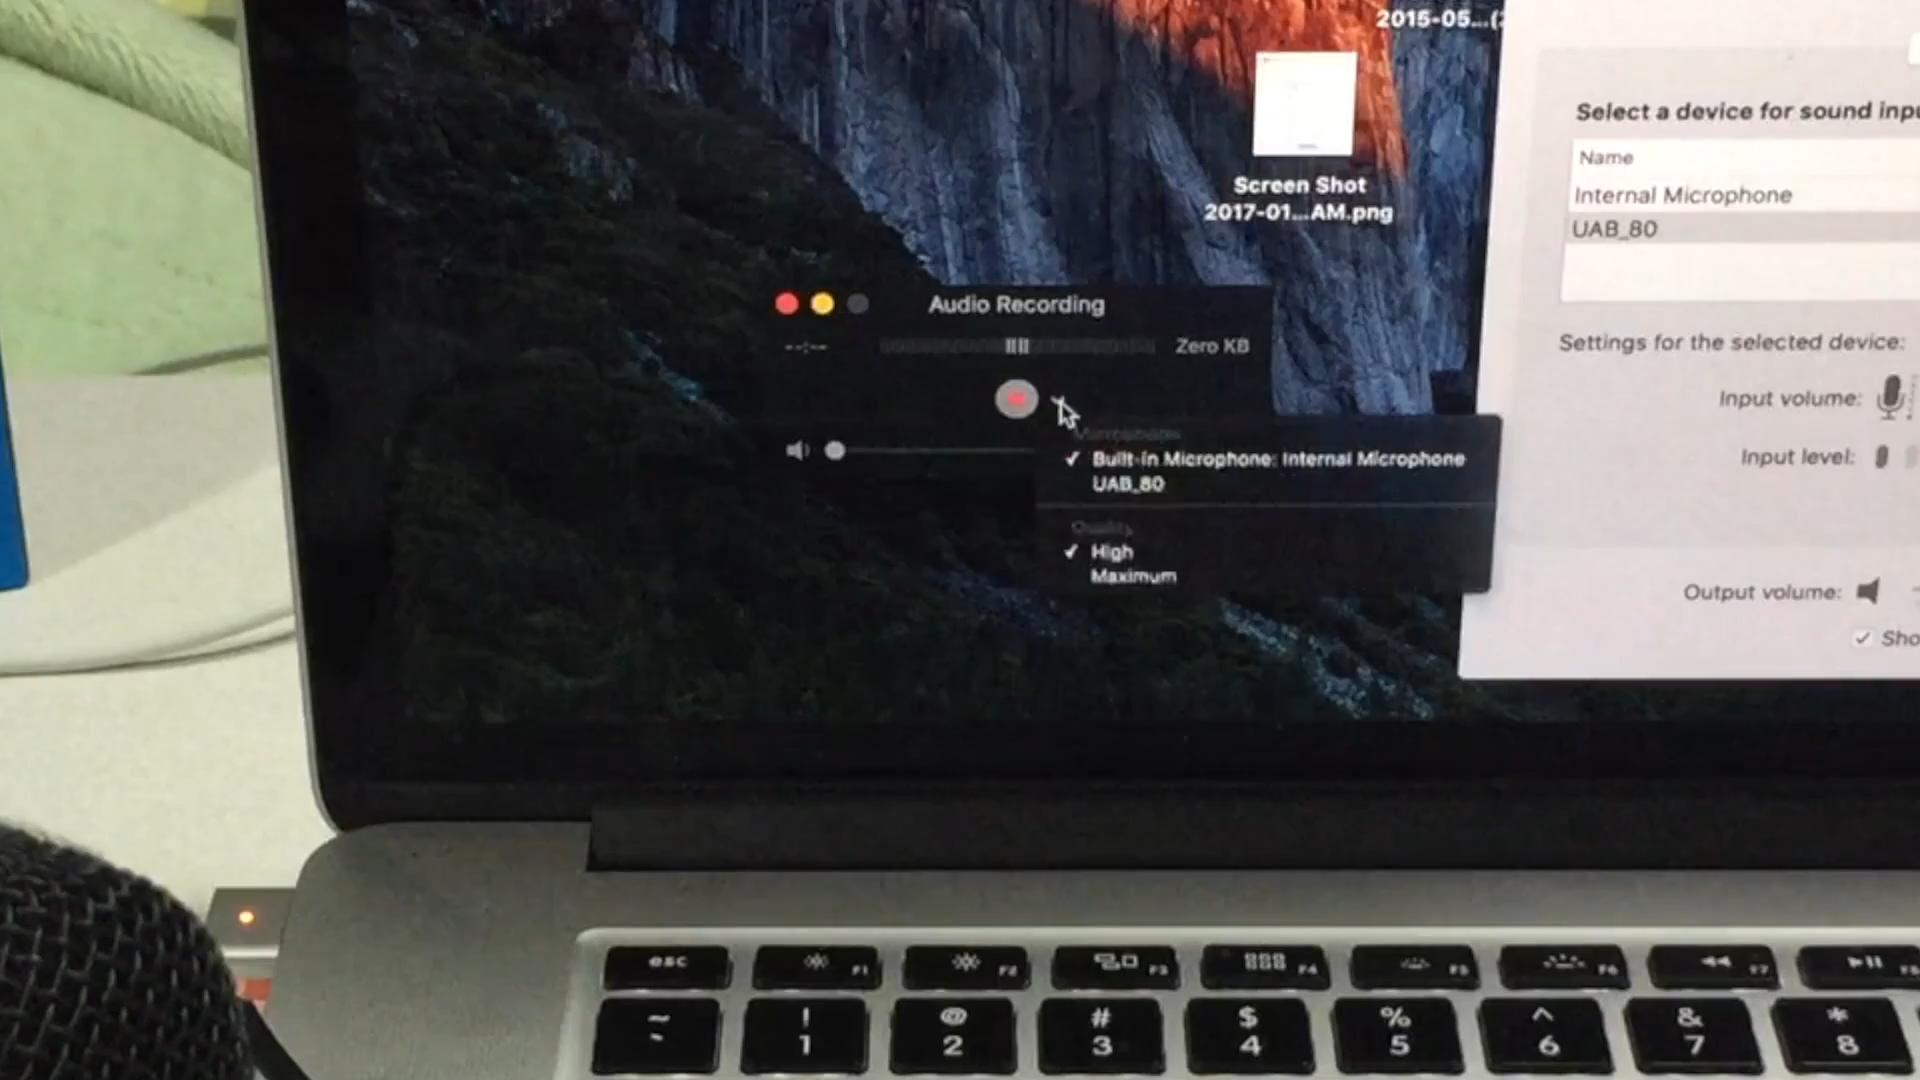 2015-05...(2
Screen Shot
2017-01...AM.png
Select a device for sound inpu
Name
Internal Microphone
UAB_80
Settings for the selected device:
Input volume:
Input level:
Output volume:
Sho
Audio Recording
--:--
Zero KB
Microphone
Built-in Microphone: Internal Microphone
UAB_80
Quality
High
Maximum
esc
F1
F2
F3
F4
F5
F6
F7
F8
~ ! @ # $ % ^ & *
` 1 2 3 4 5 6 7 8